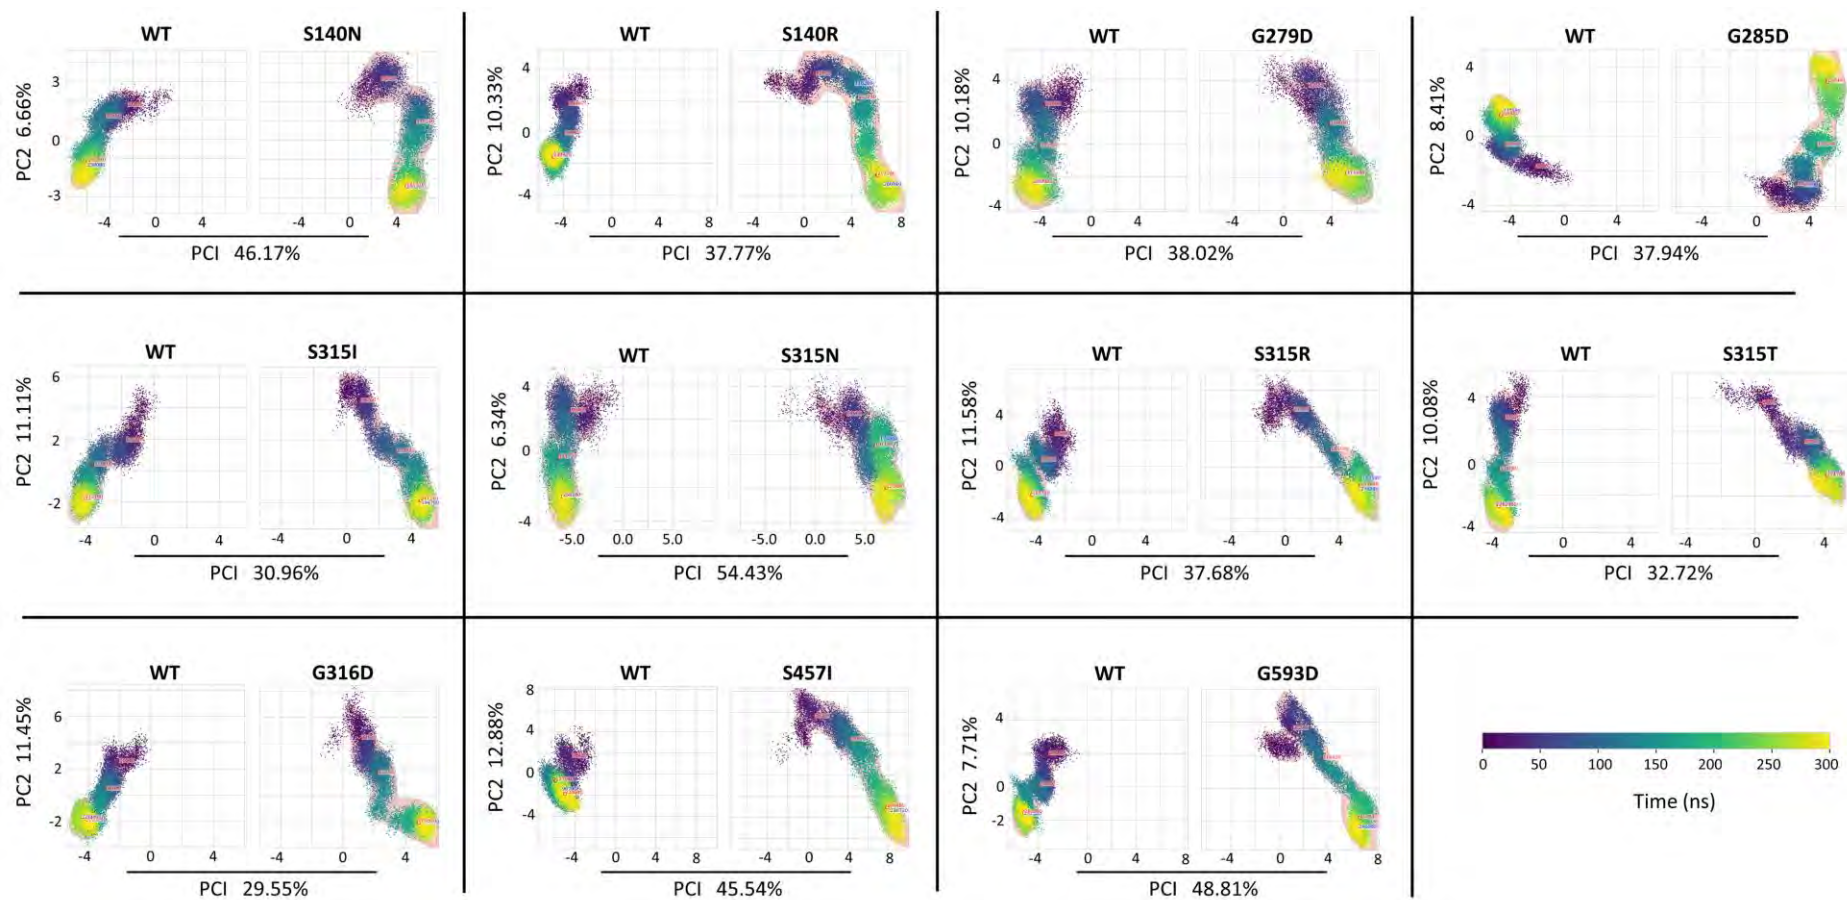 WT S140N
PC2 6.66%
3
0
-3
-4 0 4 -4 0 4
PCI 46.17%
WT S140R
PC2 10.33%
4
0
-4
-4 0 4 8 -4 0 4 8
PCI 37.77%
WT G279D
PC2 10.18%
4
0
-4
-4 0 4 -4 0 4
PCI 38.02%
WT G285D
PC2 8.41%
4
0
-4
-4 0 4 0 4
PCI 37.94%
WT S315I
PC2 11.11%
6
2
-2
-4 0 4 -4 0 4
PCI 30.96%
WT S315N
PC2 6.34%
4
0
-4
-5.0 0.0 5.0 -5.0 0.0 5.0
PCI 54.43%
WT S315R
PC2 11.58%
4
0
-4
-4 0 4 -4 0 4
PCI 37.68%
WT S315T
PC2 10.08%
4
0
-4
-4 0 4 -4 0 4
PCI 32.72%
WT G316D
PC2 11.45%
6
2
-2
-4 0 4 -4 0 4
PCI 29.55%
WT S457I
PC2 12.88%
8
4
0
-4
-4 0 4 8 -4 0 4 8
PCI 45.54%
WT G593D
PC2 7.71%
4
0
-2
-4 0 4 8 -4 0 4 8
PCI 48.81%
0 50 100 150 200 250 300
Time (ns)